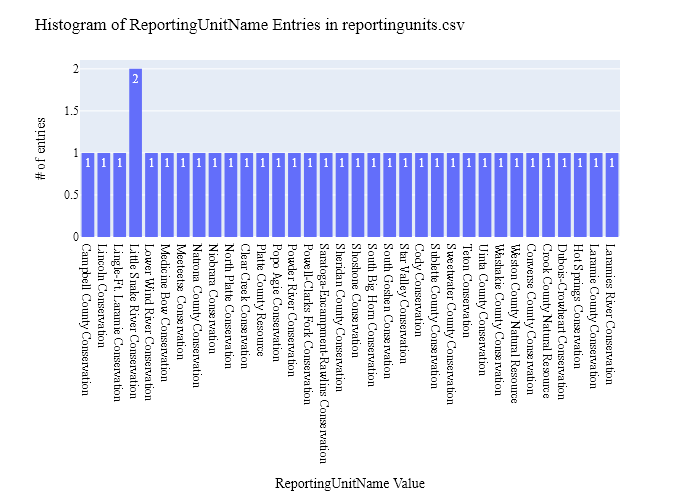 Histogram of ReportingUnitName Entries in reportingunits.csv
# of entries
2
1.5
1
0.5
0
1 1 1 2 1 1 1 1 1 1 1 1 1 1 1 1 1 1 1 1 1 1 1 1 1 1 1 1 1 1 1 1 1 1
Campbell County Conservation
Lincoln Conservation
Lingle-Ft. Laramie Conservation
Little Snake River Conservation
Lower Wind River Conservation
Medicine Bow Conservation
Meeteetse Conservation
Natrona County Conservation
Niobrara Conservation
North Platte Conservation
Clear Creek Conservation
Platte County Resource
Popo Agie Conservation
Powder River Conservation
Powell-Clarks Fork Conservation
Saratoga-Encampment-Rawlins Conservation
Sheridan County Conservation
Shoshone Conservation
South Big Horn Conservation
South Goshen Conservation
Star Valley Conservation
Cody Conservation
Sublette County Conservation
Sweetwater County Conservation
Teton Conservation
Uinta County Conservation
Washakie County Conservation
Weston County Natural Resource
Converse County Conservation
Crook County Natural Resource
Dubois-Crowheart Conservation
Hot Springs Conservation
Laramie County Conservation
Laramies River Conservation
ReportingUnitName Value